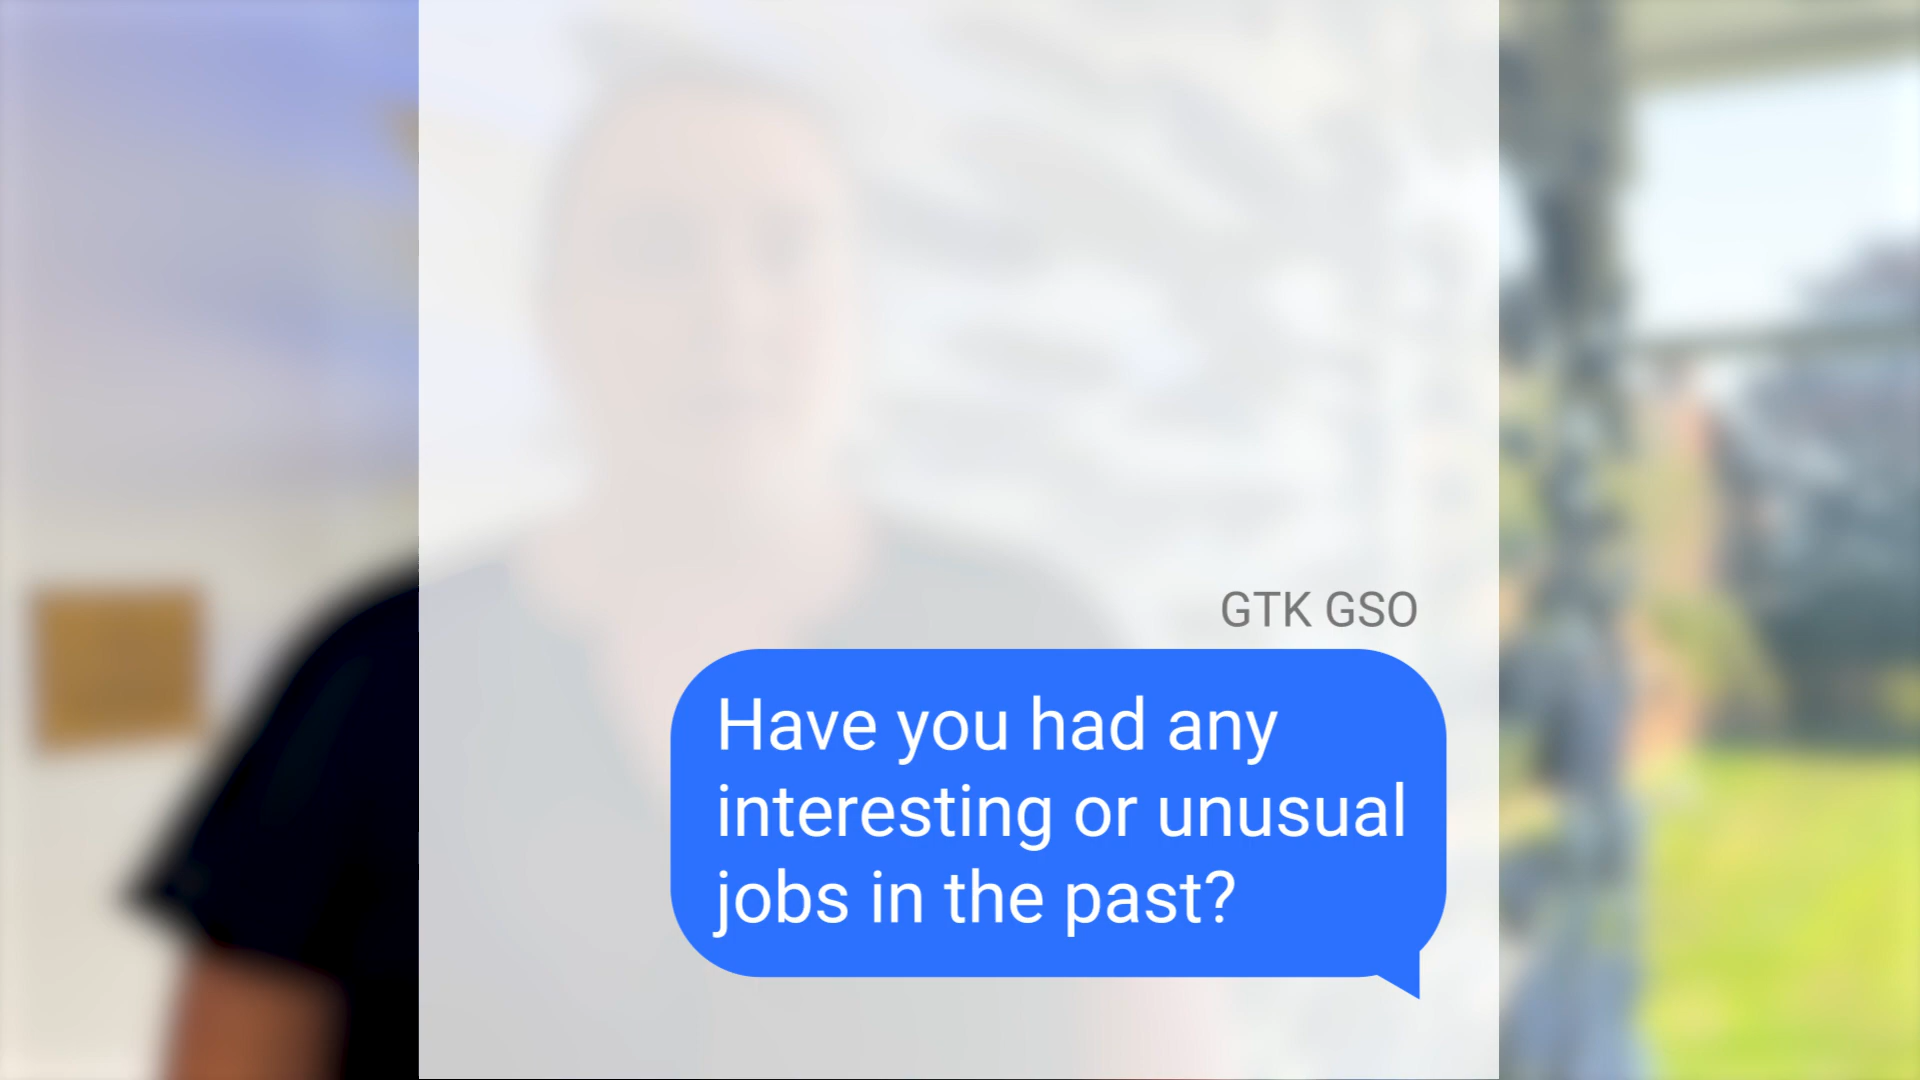 GTK GSO
Have you had any
interesting or unusual
jobs in the past?